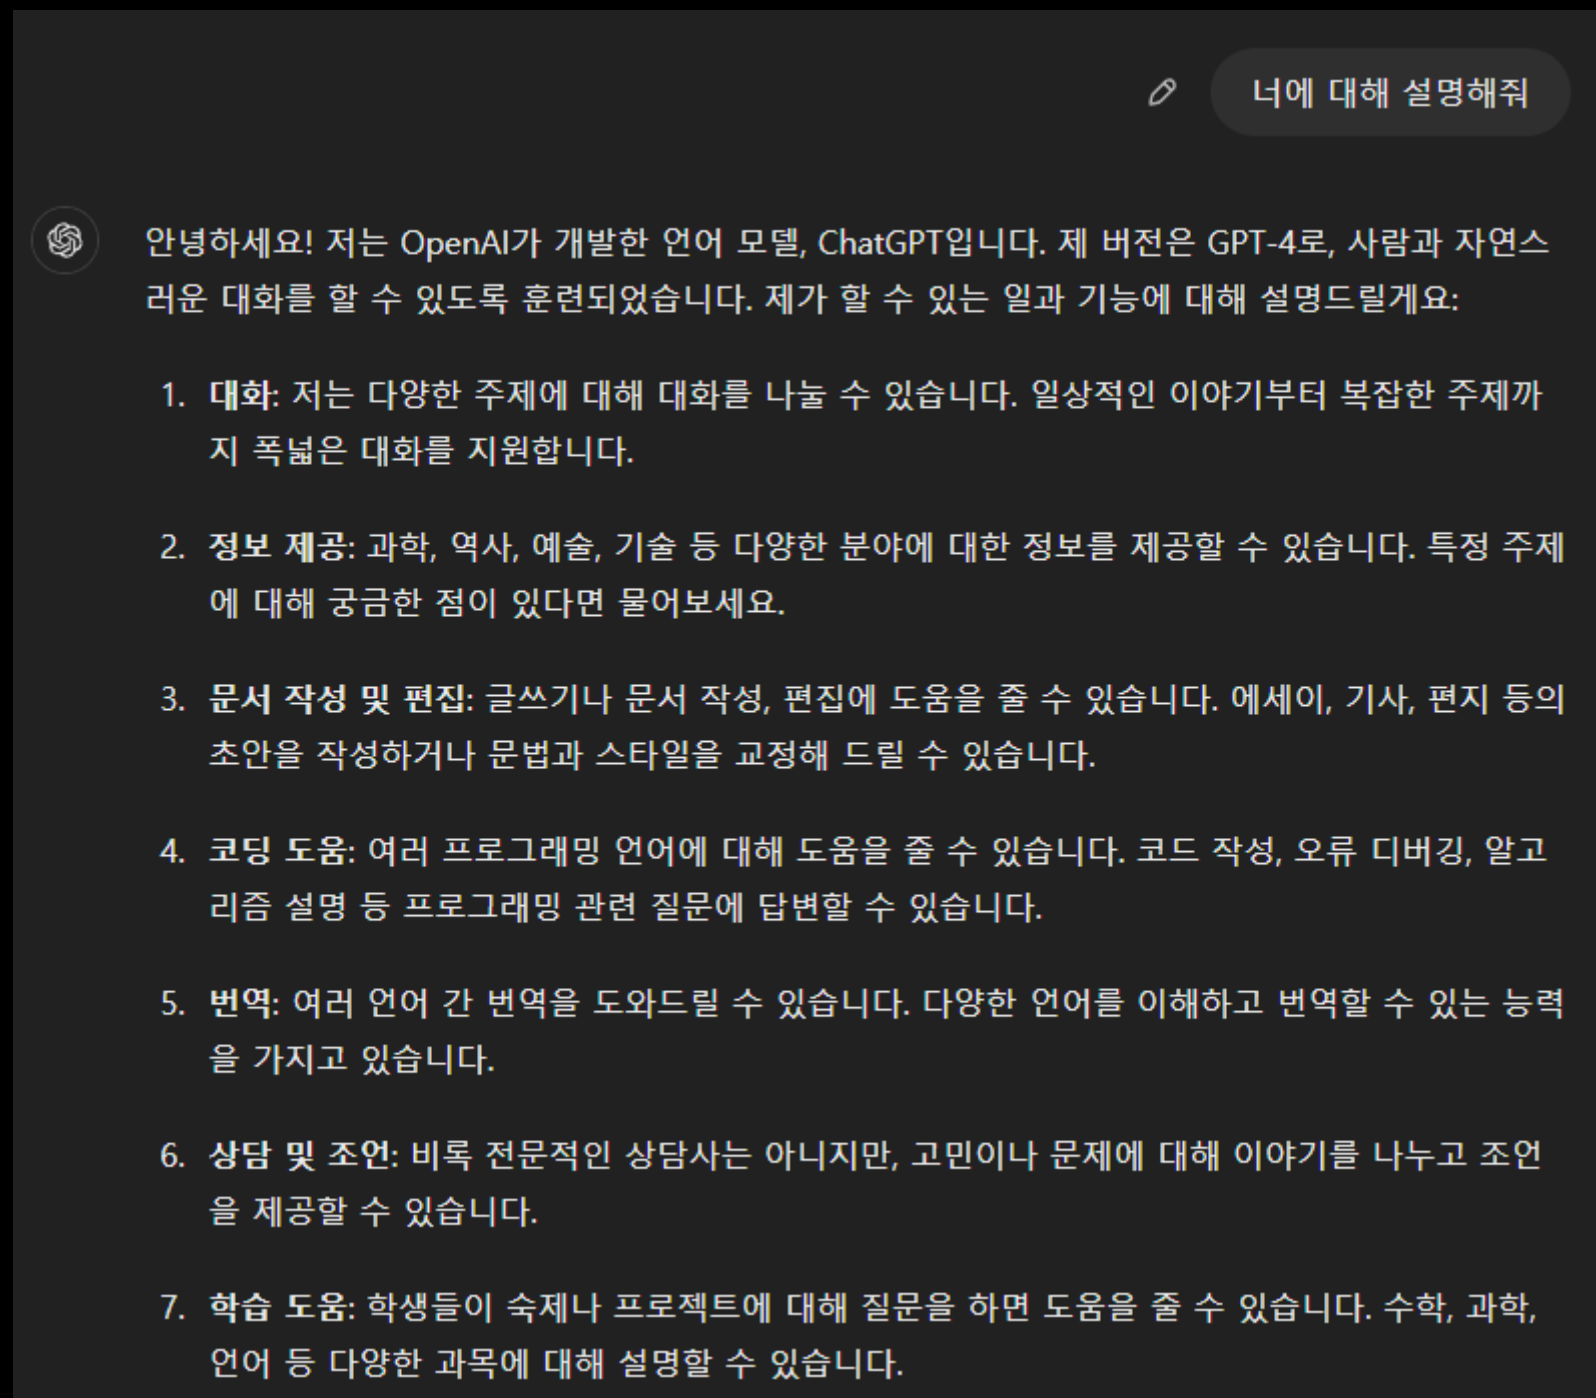 너에 대해 설명해줘
안녕하세요! 저는 OpenAI가 개발한 언어 모델, ChatGPT입니다. 제 버전은 GPT-4로, 사람과 자연스
러운 대화를 할 수 있도록 훈련되었습니다. 제가 할 수 있는 일과 기능에 대해 설명드릴게요:
1. 대화: 저는 다양한 주제에 대해 대화를 나눌 수 있습니다. 일상적인 이야기부터 복잡한 주제까
지 폭넓은 대화를 지원합니다.
2. 정보 제공: 과학, 역사, 예술, 기술 등 다양한 분야에 대한 정보를 제공할 수 있습니다. 특정 주제
에 대해 궁금한 점이 있다면 물어보세요.
3. 문서 작성 및 편집: 글쓰기나 문서 작성, 편집에 도움을 줄 수 있습니다. 에세이, 기사, 편지 등의
초안을 작성하거나 문법과 스타일을 교정해 드릴 수 있습니다.
4. 코딩 도움: 여러 프로그래밍 언어에 대해 도움을 줄 수 있습니다. 코드 작성, 오류 디버깅, 알고
리즘 설명 등 프로그래밍 관련 질문에 답변할 수 있습니다.
5. 번역: 여러 언어 간 번역을 도와드릴 수 있습니다. 다양한 언어를 이해하고 번역할 수 있는 능력
을 가지고 있습니다.
6. 상담 및 조언: 비록 전문적인 상담사는 아니지만, 고민이나 문제에 대해 이야기를 나누고 조언
을 제공할 수 있습니다.
7. 학습 도움: 학생들이 숙제나 프로젝트에 대해 질문을 하면 도움을 줄 수 있습니다. 수학, 과학,
언어 등 다양한 과목에 대해 설명할 수 있습니다.